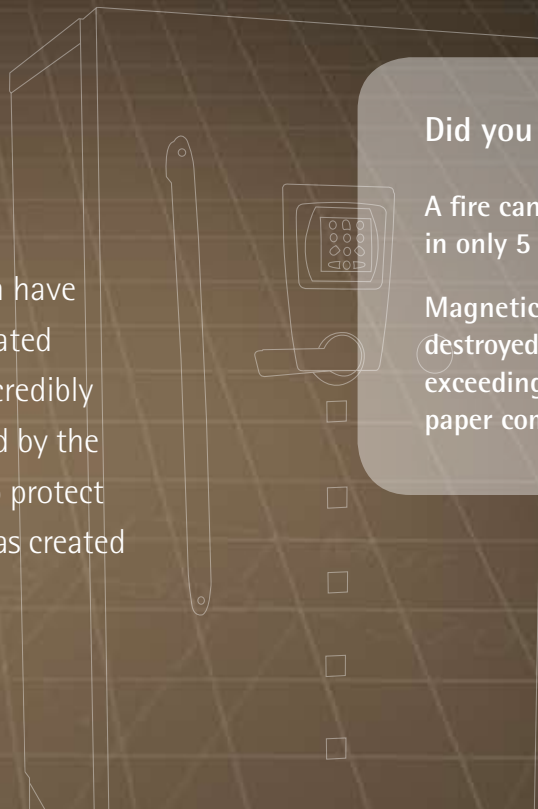 have
ated
credibly
d by the
protect
as created

Did you
A fire can
in only 5
Magnetic
destroyed
exceeding
paper con